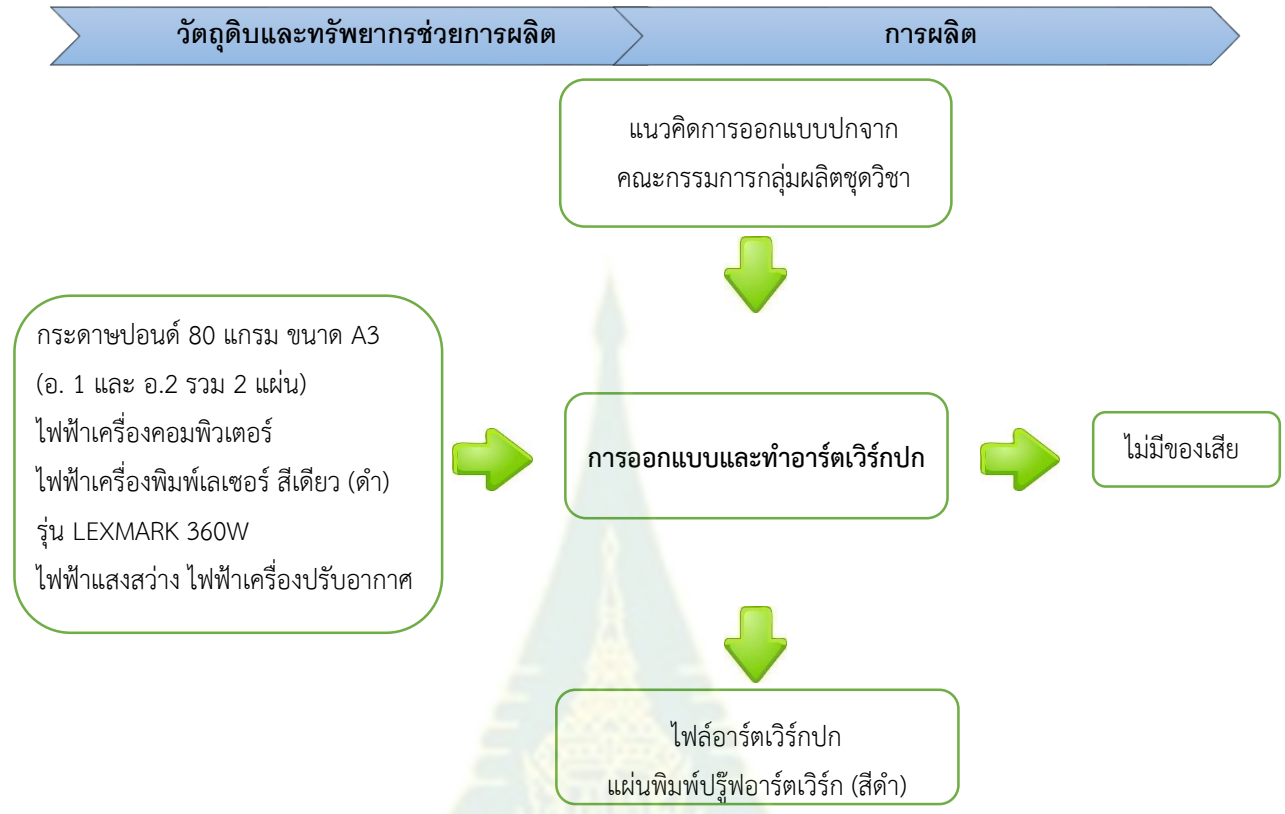 วัตถุดิบและทรัพยากรช่วยการผลิต
การผลิต
แนวคิดการออกแบบปกจาก
คณะกรรมการกลุ่มผลิตชุดวิชา
กระดาษปอนด์ 80 แกรม ขนาด A3
(อ. 1 และ อ.2 รวม 2 แผ่น)
ไฟฟ้าเครื่องคอมพิวเตอร์
ไฟฟ้าเครื่องพิมพ์เลเซอร์ สีเดียว (ดำ)
รุ่น LEXMARK 360W
ไฟฟ้าแสงสว่าง ไฟฟ้าเครื่องปรับอากาศ
การออกแบบและทำอาร์ตเวิร์กปก
ไม่มีของเสีย
ไฟล์อาร์ตเวิร์กปก
แผ่นพิมพ์ปรู๊ฟอาร์ตเวิร์ก (สีดำ)